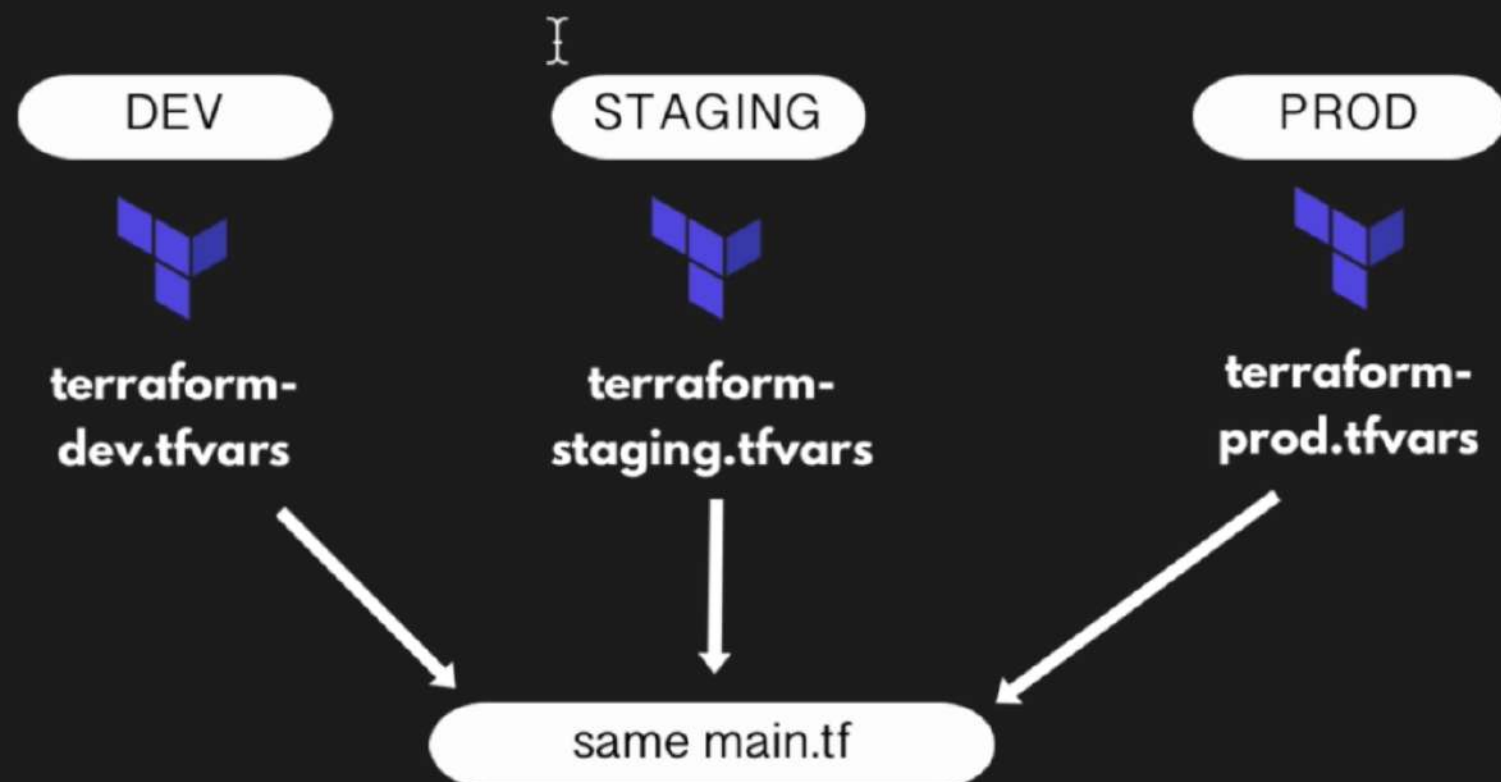 DEV
STAGING
PROD
terraform-
dev.tfvars
terraform-
staging.tfvars
terraform-
prod.tfvars
same main.tf